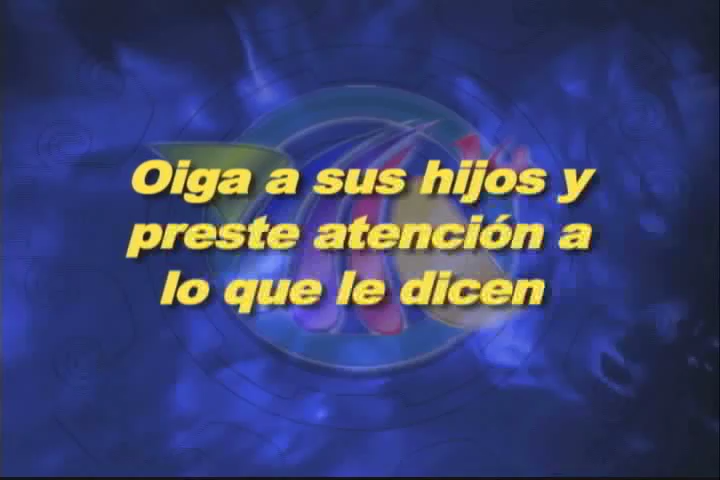 Oiga a sus hijos y
preste atención a
lo que le dicen